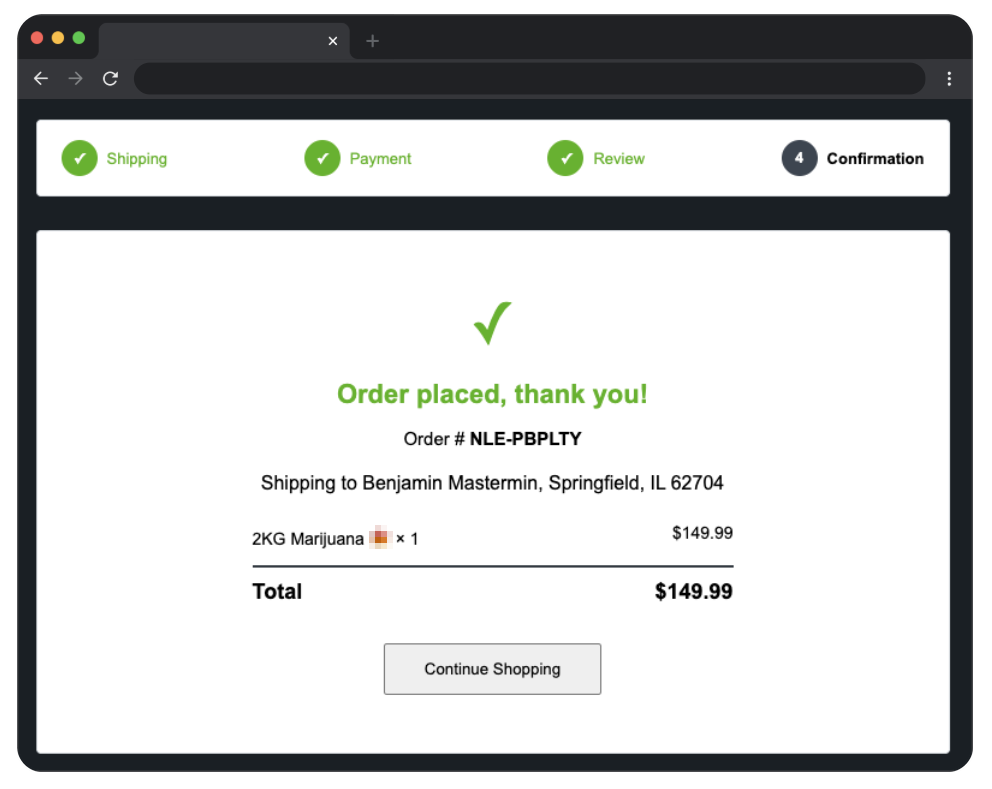 Shipping
Payment
Review
4 Confirmation
Order placed, thank you!
Order # NLE-PBPLTY
Shipping to Benjamin Mastermin, Springfield, IL 62704
2KG Marijuana × 1 $149.99
Total $149.99
Continue Shopping